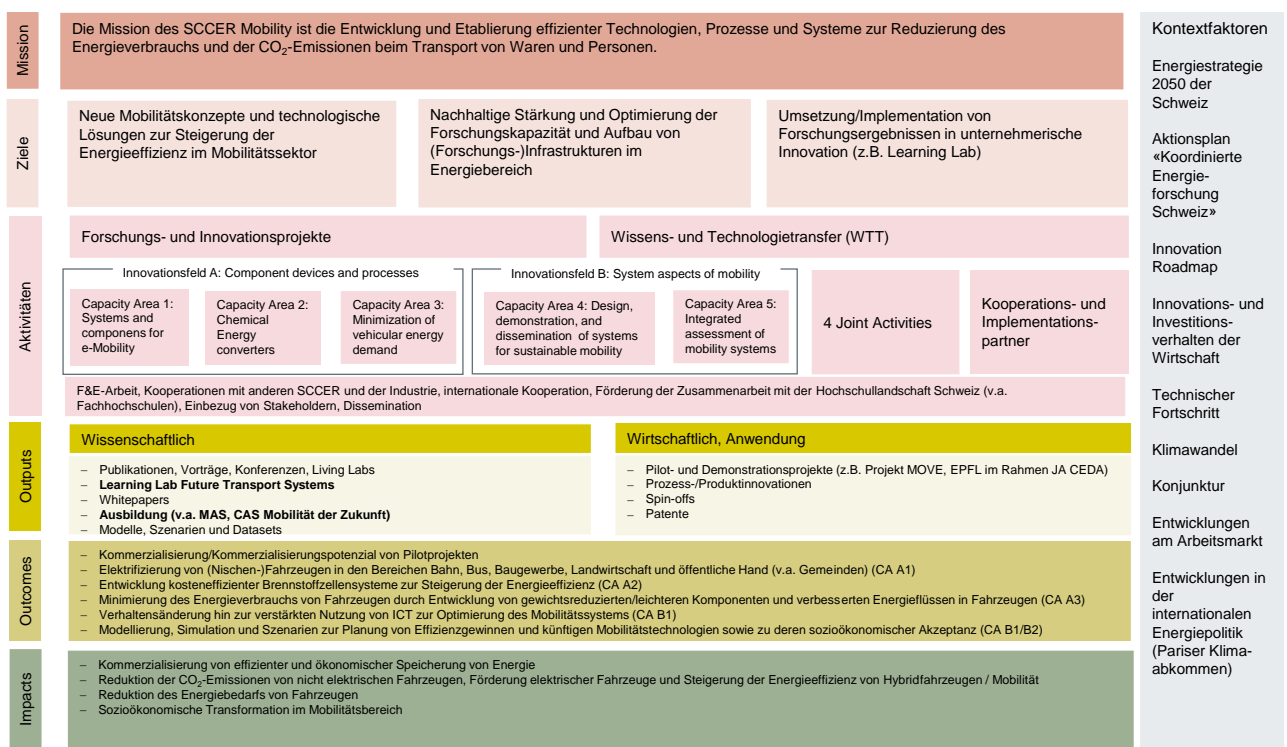 Mission
Die Mission des SCCER Mobility ist die Entwicklung und Etablierung effizienter Technologien, Prozesse und Systeme zur Reduzierung des
Energieverbrauchs und der CO₂-Emissionen beim Transport von Waren und Personen.
Ziele
Neue Mobilitätskonzepte und technologische
Lösungen zur Steigerung der
Energieeffizienz im Mobilitätssektor
Nachhaltige Stärkung und Optimierung der
Forschungskapazität und Aufbau von
(Forschungs-)Infrastrukturen im
Energiebereich
Umsetzung/Implementation von
Forschungsergebnissen in unternehmerische
Innovation (z.B. Learning Lab)
Aktivitäten
Forschungs- und Innovationsprojekte
Wissens- und Technologietransfer (WTT)
Innovationsfeld A: Component devices and processes
Capacity Area 1:
Systems and
componens for
e-Mobility
Capacity Area 2:
Chemical
Energy
converters
Capacity Area 3:
Minimization of
vehicular energy
demand
Innovationsfeld B: System aspects of mobility
Capacity Area 4: Design,
demonstration, and
dissemination of systems
for sustainable mobility
Capacity Area 5:
Integrated
assessment of
mobility systems
4 Joint Activities
Kooperations- und
Implementations-
partner
F&E-Arbeit, Kooperationen mit anderen SCCER und der Industrie, internationale Kooperation, Förderung der Zusammenarbeit mit der Hochschullandschaft Schweiz (v.a.
Fachhochschulen), Einbezug von Stakeholdern, Dissemination
Outputs
Wissenschaftlich
– Publikationen, Vorträge, Konferenzen, Living Labs
– Learning Lab Future Transport Systems
– Whitepapers
– Ausbildung (v.a. MAS, CAS Mobilität der Zukunft)
– Modelle, Szenarien und Datasets
Wirtschaftlich, Anwendung
– Pilot- und Demonstrationsprojekte (z.B. Projekt MOVE, EPFL im Rahmen JA CEDA)
– Prozess-/Produktinnovationen
– Spin-offs
– Patente
Outcomes
– Kommerzialisierung/Kommerzialisierungspotenzial von Pilotprojekten
– Elektrifizierung von (Nischen-)Fahrzeugen in den Bereichen Bahn, Bus, Baugewerbe, Landwirtschaft und öffentliche Hand (v.a. Gemeinden) (CA A1)
– Entwicklung kosteneffizienter Brennstoffzellensysteme zur Steigerung der Energieeffizienz (CA A2)
– Minimierung des Energieverbrauchs von Fahrzeugen durch Entwicklung von gewichtsreduzierten/leichteren Komponenten und verbesserten Energieflüssen in Fahrzeugen (CA A3)
– Verhaltensänderung hin zur verstärkten Nutzung von ICT zur Optimierung des Mobilitätssystems (CA B1)
– Modellierung, Simulation und Szenarien zur Planung von Effizienzgewinnen und künftigen Mobilitätstechnologien sowie zu deren sozioökonomischer Akzeptanz (CA B1/B2)
Impacts
– Kommerzialisierung von effizienter und ökonomischer Speicherung von Energie
– Reduktion der CO₂-Emissionen von nicht elektrischen Fahrzeugen, Förderung elektrischer Fahrzeuge und Steigerung der Energieeffizienz von Hybridfahrzeugen / Mobilität
– Reduktion des Energiebedarfs von Fahrzeugen
– Sozioökonomische Transformation im Mobilitätsbereich
Kontextfaktoren
Energiestrategie
2050 der
Schweiz
Aktionsplan
«Koordinierte
Energie-
forschung
Schweiz»
Innovation
Roadmap
Innovations- und
Investitions-
verhalten der
Wirtschaft
Technischer
Fortschritt
Klimawandel
Konjunktur
Entwicklungen
am Arbeitsmarkt
Entwicklungen in
der
internationalen
Energiepolitik
(Pariser Klima-
abkommen)